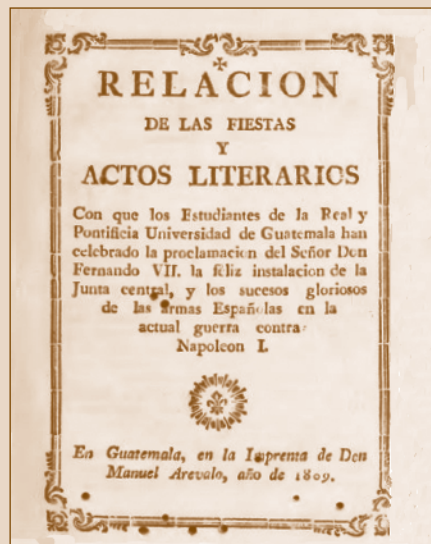 RELACION
DE LAS FIESTAS
Y
ACTOS LITERARIOS
Con que los Estudiantes de la Real y
Pontificia Universidad de Guatemala han
celebrado la proclamacion del Señor Don
Fernando VII. la feliz instalacion de la
Junta central, y los sucesos gloriosos
de las armas Españolas en la
actual guerra contra
Napoleon I.
En Guatemala, en la Imprenta de Don
Manuel Arevalo, año de 1809.